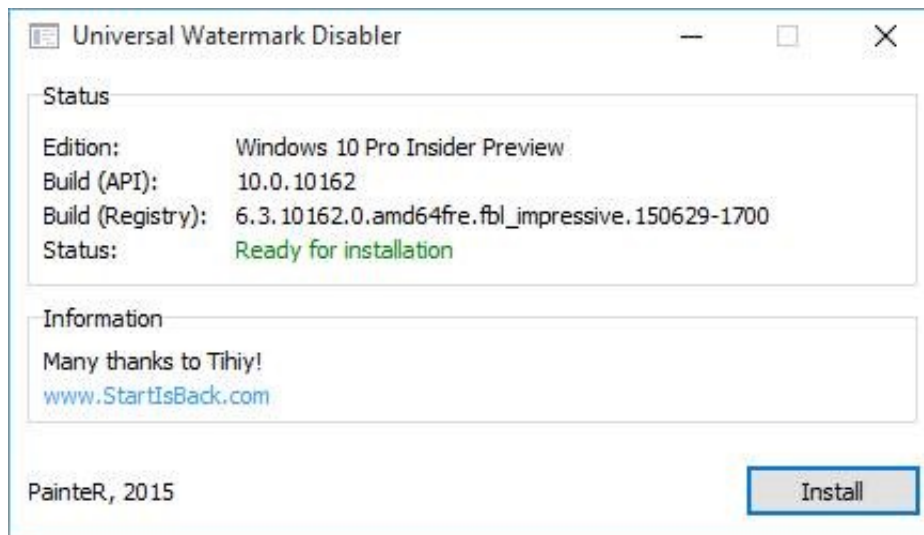 Universal Watermark Disabler
Status
Edition: Windows 10 Pro Insider Preview
Build (API): 10.0.10162
Build (Registry): 6.3.10162.0.amd64fre.fbl_impressive.150629-1700
Status: Ready for installation
Information
Many thanks to Tihiy!
www.StartIsBack.com
PainteR, 2015 Install